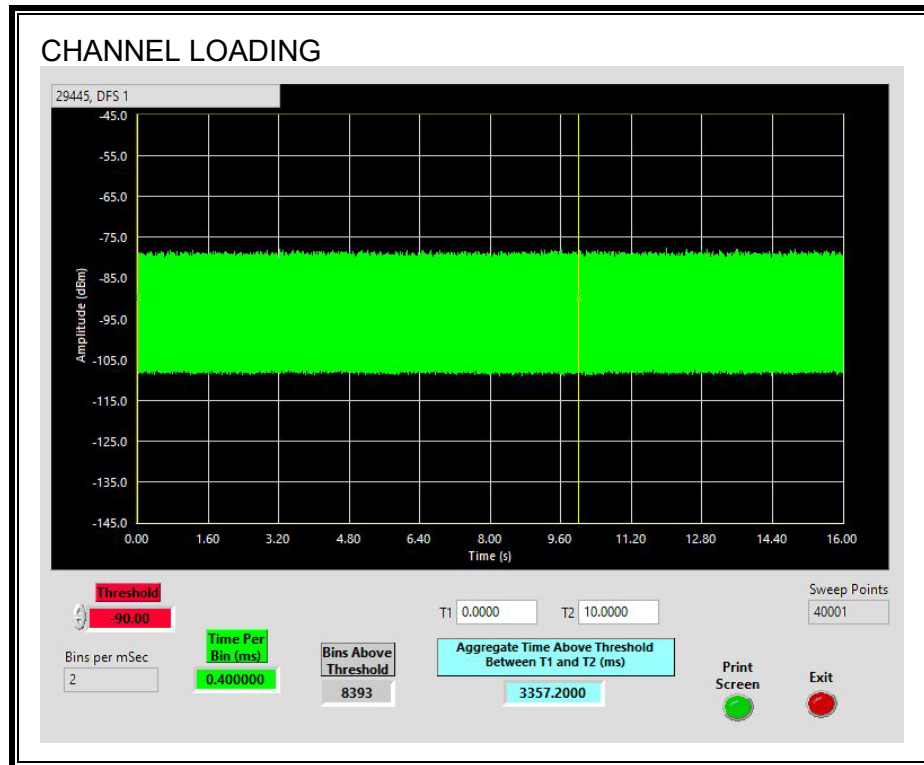 CHANNEL LOADING
29445, DFS 1
-45.0
-55.0
-65.0
-75.0
-85.0
-95.0
-105.0
-115.0
-125.0
-135.0
-145.0
Amplitude (dBm)
0.00 1.60 3.20 4.80 6.40 8.00 9.60 11.20 12.80 14.40 16.00
Time (s)
Threshold
-90.00
Bins per mSec
2
Time Per
Bin (ms)
0.400000
Bins Above
Threshold
8393
T1 0.0000 T2 10.0000
Aggregate Time Above Threshold
Between T1 and T2 (ms)
3357.2000
Sweep Points
40001
Print
Screen
Exit